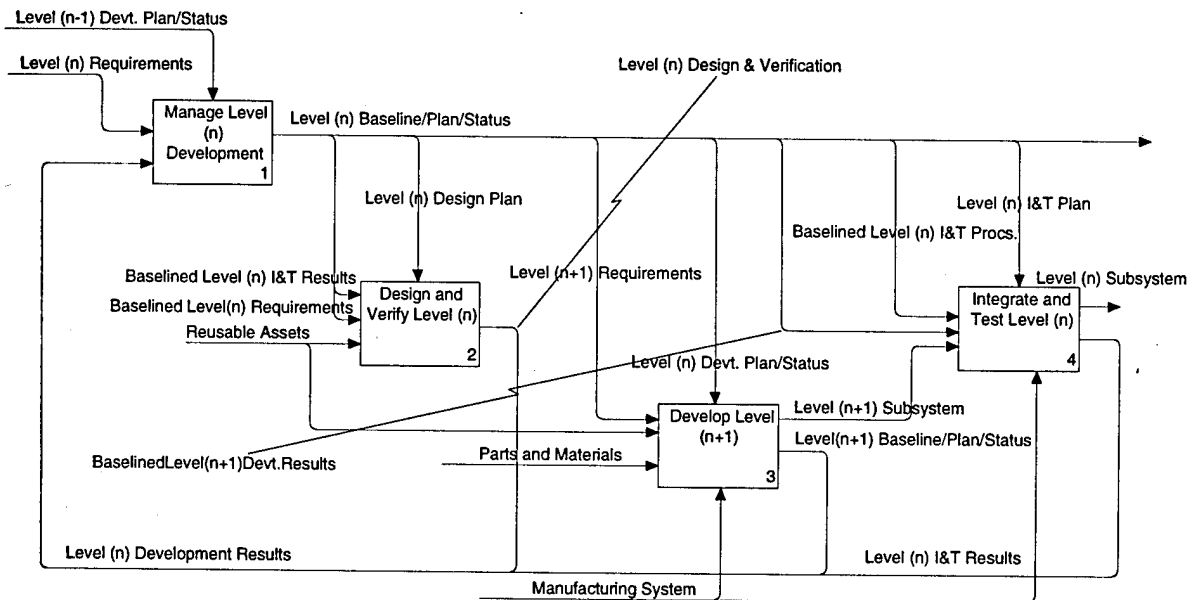 Level (n-1) Devt. Plan/Status
Level (n) Requirements
Level (n) Design & Verification
Manage Level
(n)
Development
1
Level (n) Baseline/Plan/Status
Level (n) Design Plan
Level (n) I&T Plan
Baselined Level (n) I&T Procs.
Baselined Level (n) I&T Results
Level (n+1) Requirements
Level (n) Subsystem
Baselined Level(n) Requirements
Reusable Assets
Design and
Verify Level (n)
2
Integrate and
Test Level (n)
4
Level (n) Devt. Plan/Status
Develop Level
(n+1)
3
Level (n+1) Subsystem
Level(n+1) Baseline/Plan/Status
Parts and Materials
BaselinedLevel(n+1)Devt.Results
Level (n) Development Results
Level (n) I&T Results
Manufacturing System